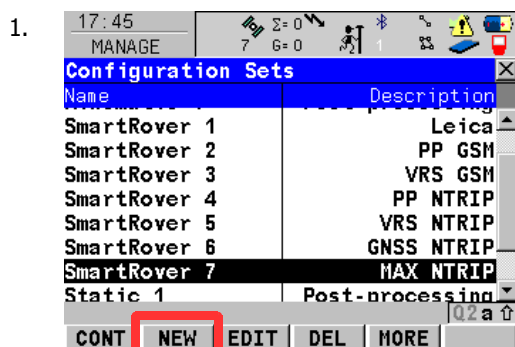 1.
17:45
MANAGE
Σ=0
7 G=0
1
Configuration Sets
Name Description
SmartRover 1 Leica
SmartRover 2 PP GSM
SmartRover 3 VRS GSM
SmartRover 4 PP NTRIP
SmartRover 5 VRS NTRIP
SmartRover 6 GNSS NTRIP
SmartRover 7 MAX NTRIP
Static 1 Post-processing
Q2 a
CONT NEW EDIT DEL MORE